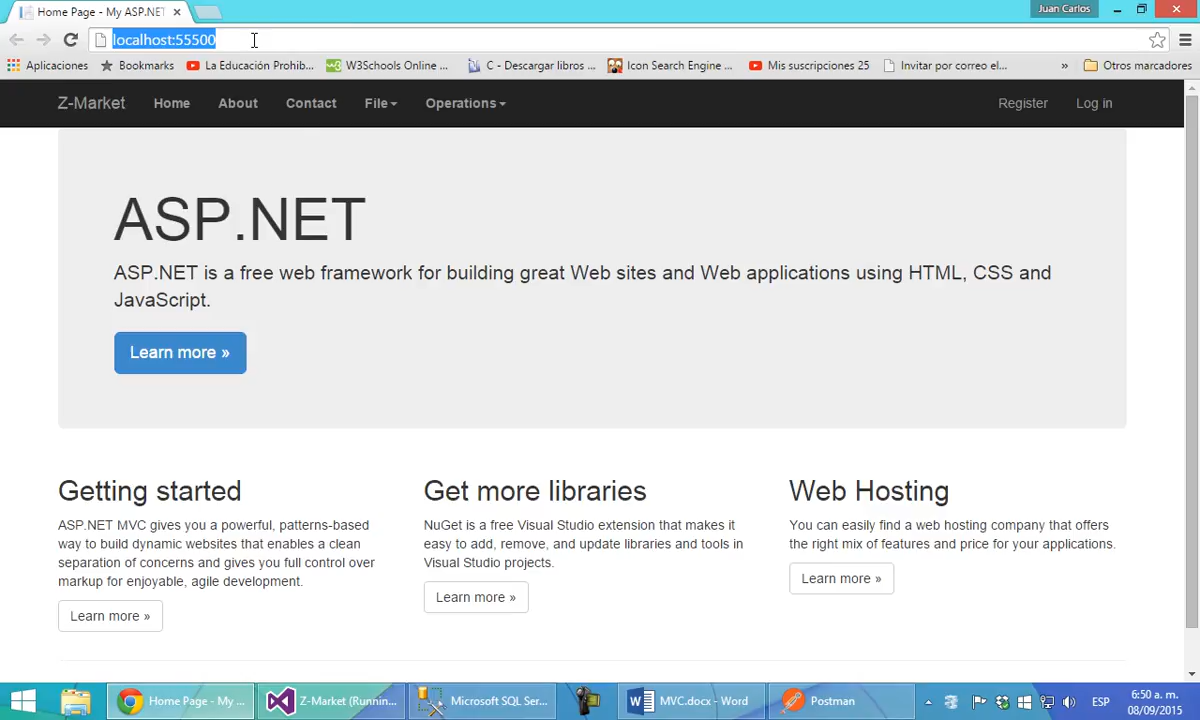 Home Page - My ASP.NET
Juan Carlos
localhost:55500
Aplicaciones
Bookmarks
La Educación Prohib...
W3Schools Online ...
C - Descargar libros ...
Icon Search Engine ...
Mis suscripciones 25
Invitar por correo el...
»
Otros marcadores
Z-Market
Home
About
Contact
File
Operations
Register
Log in
ASP.NET
ASP.NET is a free web framework for building great Web sites and Web applications using HTML, CSS and
JavaScript.
Learn more »
Getting started
ASP.NET MVC gives you a powerful, patterns-based
way to build dynamic websites that enables a clean
separation of concerns and gives you full control over
markup for enjoyable, agile development.
Learn more »
Get more libraries
NuGet is a free Visual Studio extension that makes it
easy to add, remove, and update libraries and tools in
Visual Studio projects.
Learn more »
Web Hosting
You can easily find a web hosting company that offers
the right mix of features and price for your applications.
Learn more »
Home Page - My ...
Z-Market (Runnin...
Microsoft SQL Ser...
MVC.docx - Word
Postman
ESP
6:50 a. m.
08/09/2015